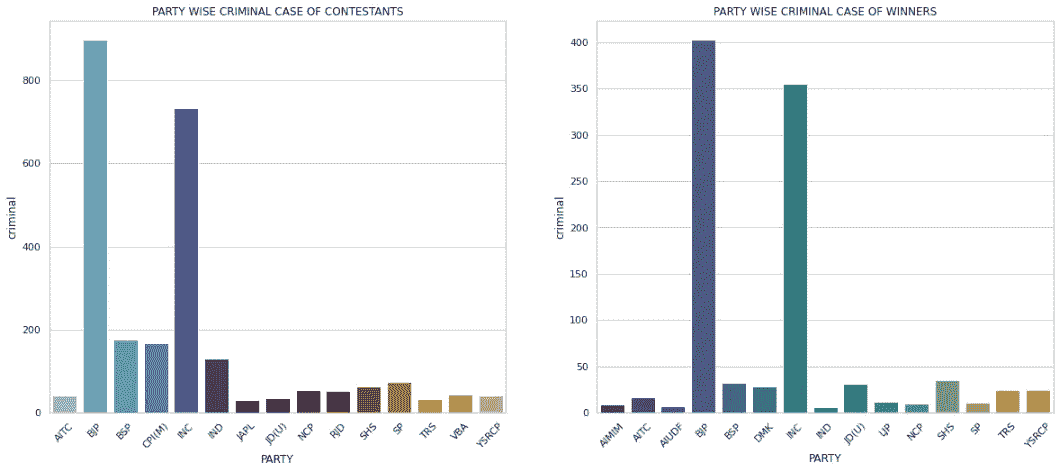 PARTY WISE CRIMINAL CASE OF CONTESTANTS
criminal
800
600
400
200
0
AITC BJP BSP CPI(M) INC IND JAPL JD(U) NCP RJD SHS SP TRS VBA YSRCP
PARTY
PARTY WISE CRIMINAL CASE OF WINNERS
criminal
400
350
300
250
200
150
100
50
0
AIMIM AITC AIUDF BJP BSP DMK INC IND JD(U) LJP NCP SHS SP TRS YSRCP
PARTY